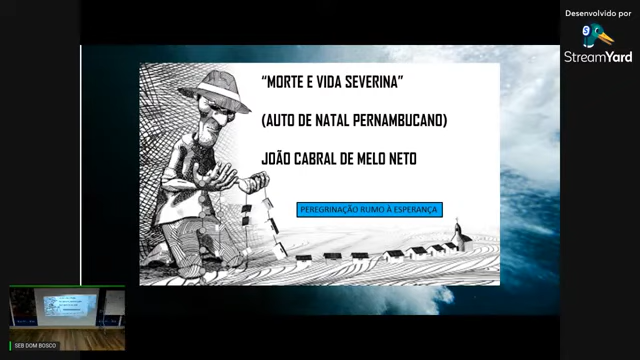 Desenvolvido por
S
StreamYard
“MORTE E VIDA SEVERINA”
(AUTO DE NATAL PERNAMBUCANO)
JOÃO CABRAL DE MELO NETO
PEREGRINAÇÃO RUMO À ESPERANÇA
SEB DOM BOSCO